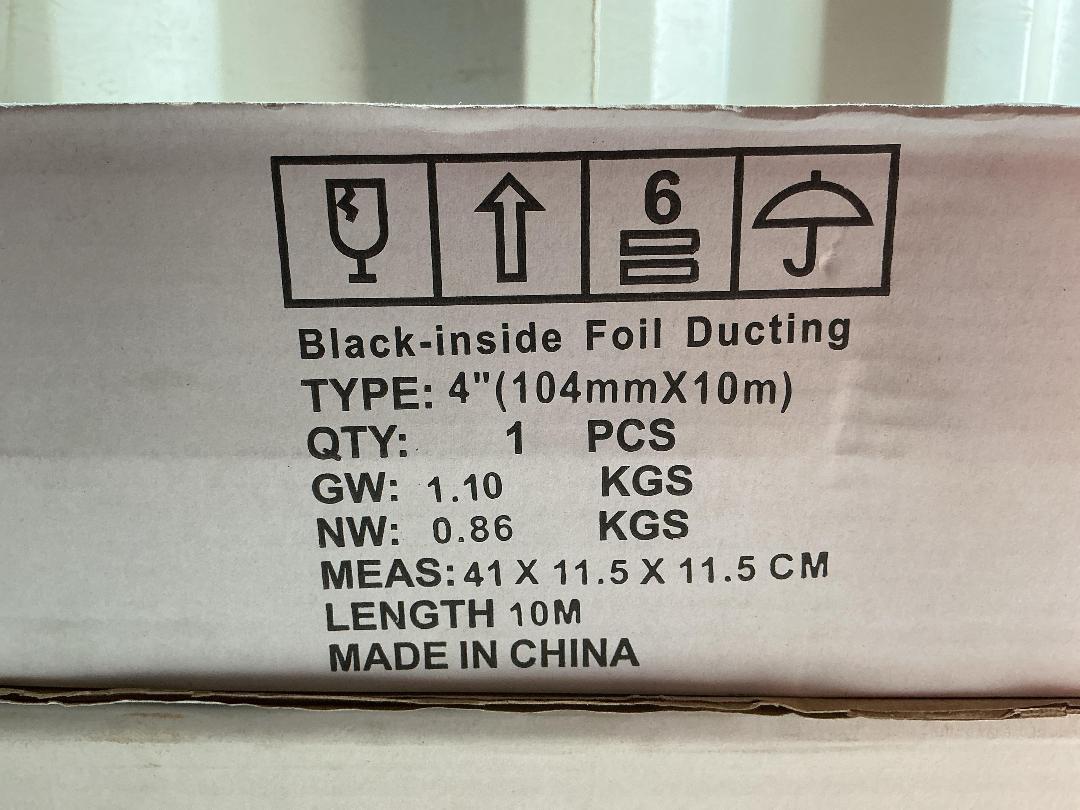 6
Black-inside Foil Ducting
TYPE: 4"(104mmX10m)
QTY: 1 PCS
GW: 1.10 KGS
NW: 0.86 KGS
MEAS: 41 X 11.5 X 11.5 CM
LENGTH 10M
MADE IN CHINA